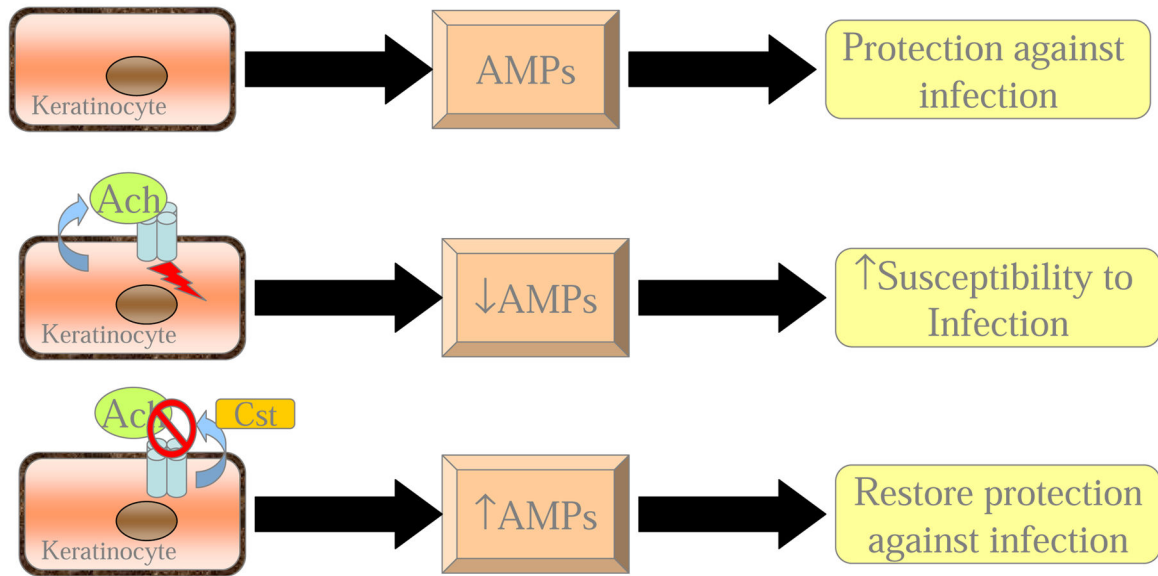 Keratinocyte
AMPs
Protection against
infection
Ach
Keratinocyte
↓AMPs
↑Susceptibility to
Infection
Ach
Cst
Keratinocyte
↑AMPs
Restore protection
against infection